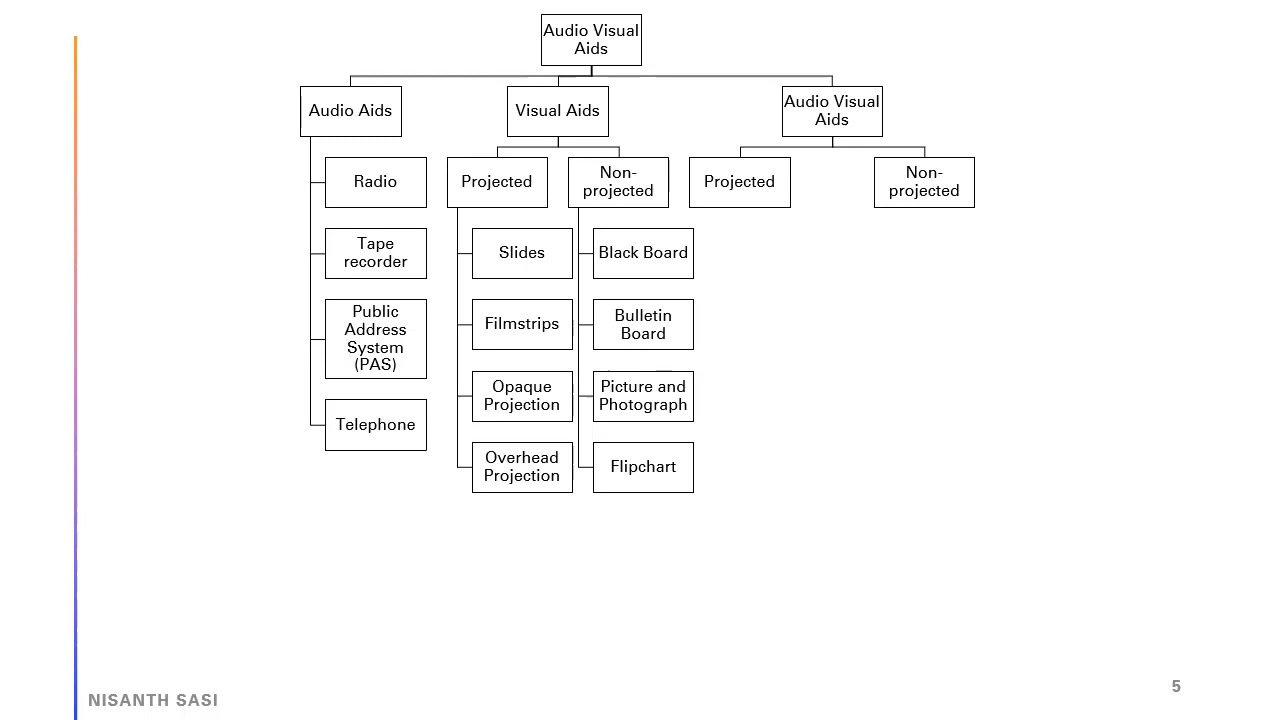 Audio Visual
Aids
Audio Aids
Visual Aids
Audio Visual
Aids
Radio
Tape
recorder
Public
Address
System
(PAS)
Telephone
Projected
Non-
projected
Slides
Filmstrips
Opaque
Projection
Overhead
Projection
Black Board
Bulletin
Board
Picture and
Photograph
Flipchart
Projected
Non-
projected
NISANTH SASI
5